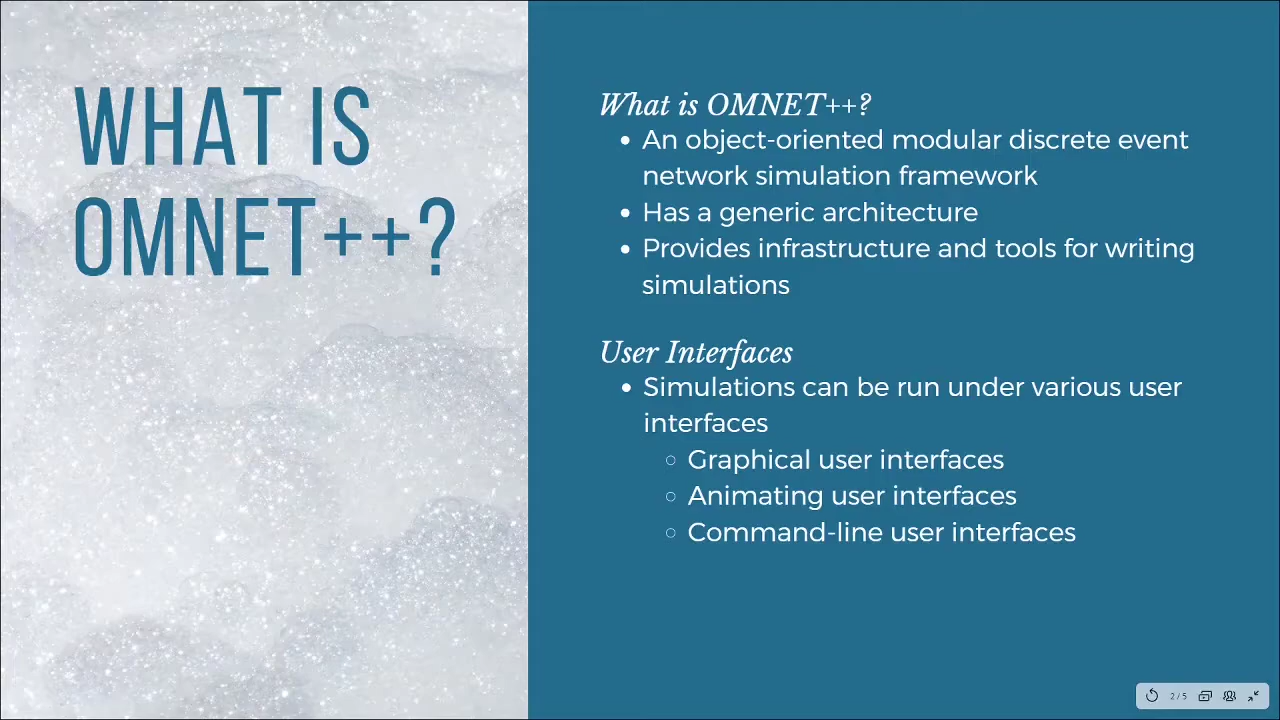 WHAT IS
OMNET++?
What is OMNET++?
• An object-oriented modular discrete event
network simulation framework
• Has a generic architecture
• Provides infrastructure and tools for writing
simulations
User Interfaces
• Simulations can be run under various user
interfaces
○ Graphical user interfaces
○ Animating user interfaces
○ Command-line user interfaces
2/5